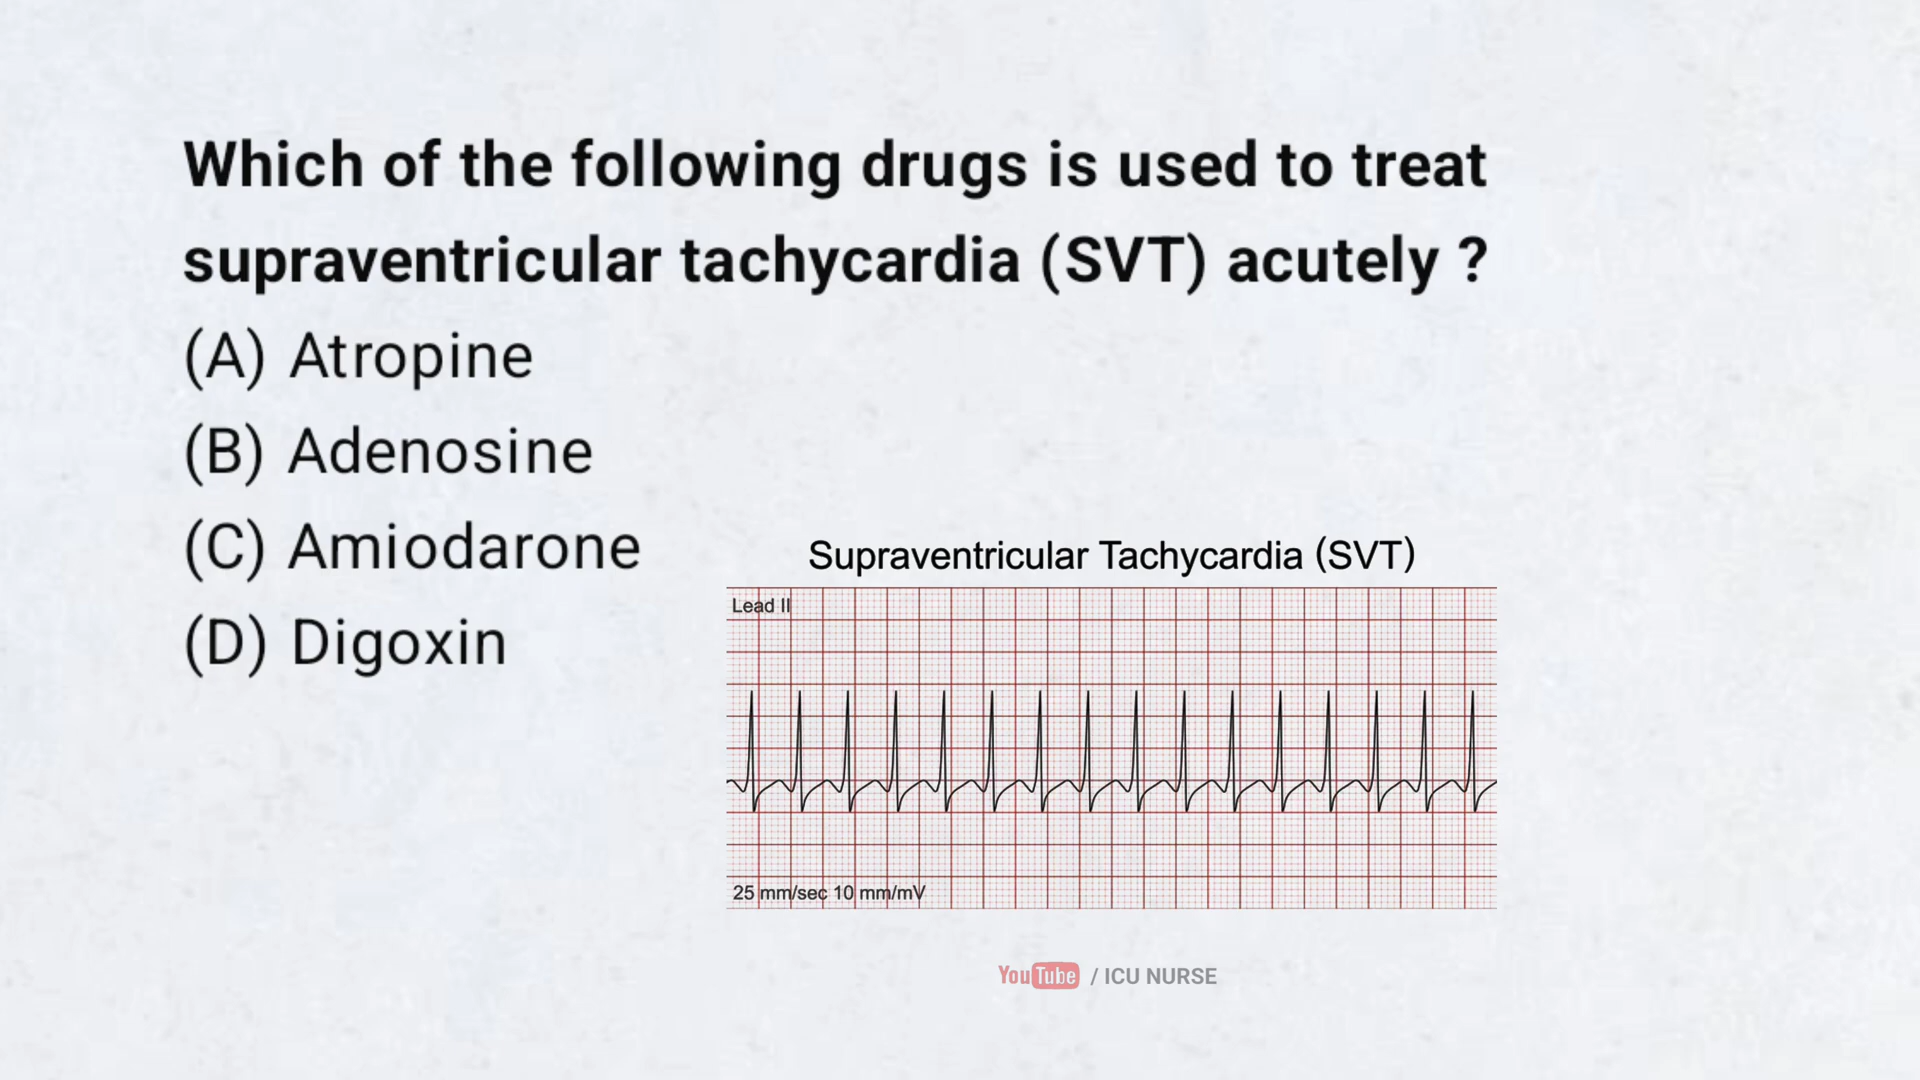 Which of the following drugs is used to treat
supraventricular tachycardia (SVT) acutely ?
(A) Atropine
(B) Adenosine
(C) Amiodarone
(D) Digoxin
Supraventricular Tachycardia (SVT)
Lead II
25 mm/sec 10 mm/mV
YouTube / ICU NURSE